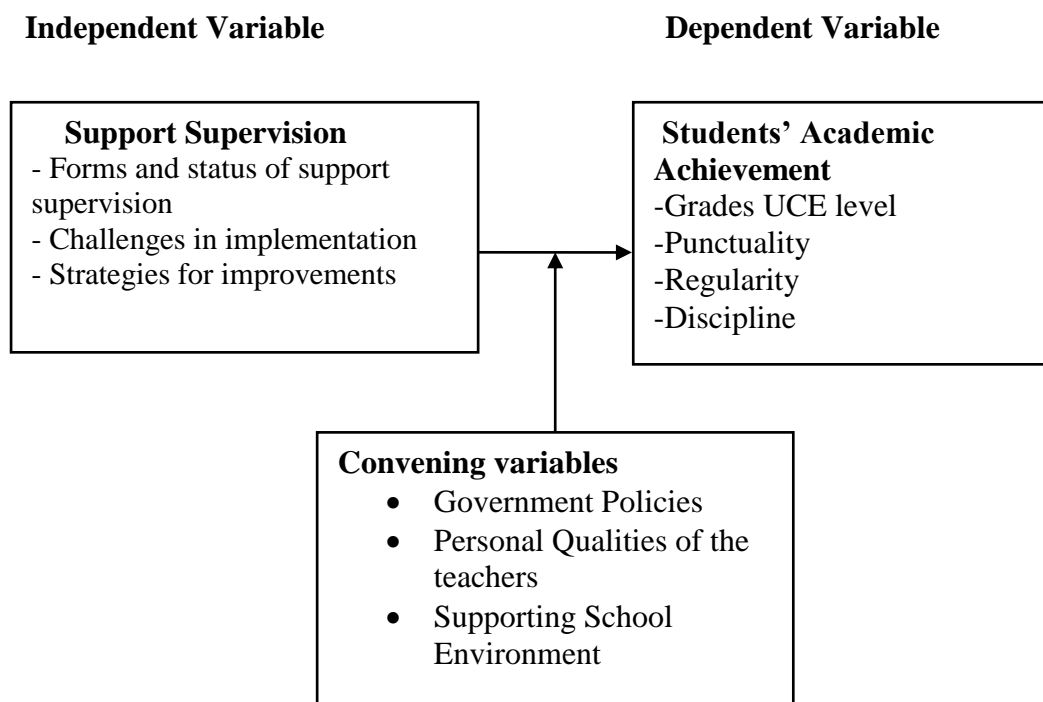 Independent Variable
Dependent Variable
Support Supervision
- Forms and status of support
supervision
- Challenges in implementation
- Strategies for improvements
Students’ Academic
Achievement
-Grades UCE level
-Punctuality
-Regularity
-Discipline
Convening variables
• Government Policies
• Personal Qualities of the
teachers
• Supporting School
Environment